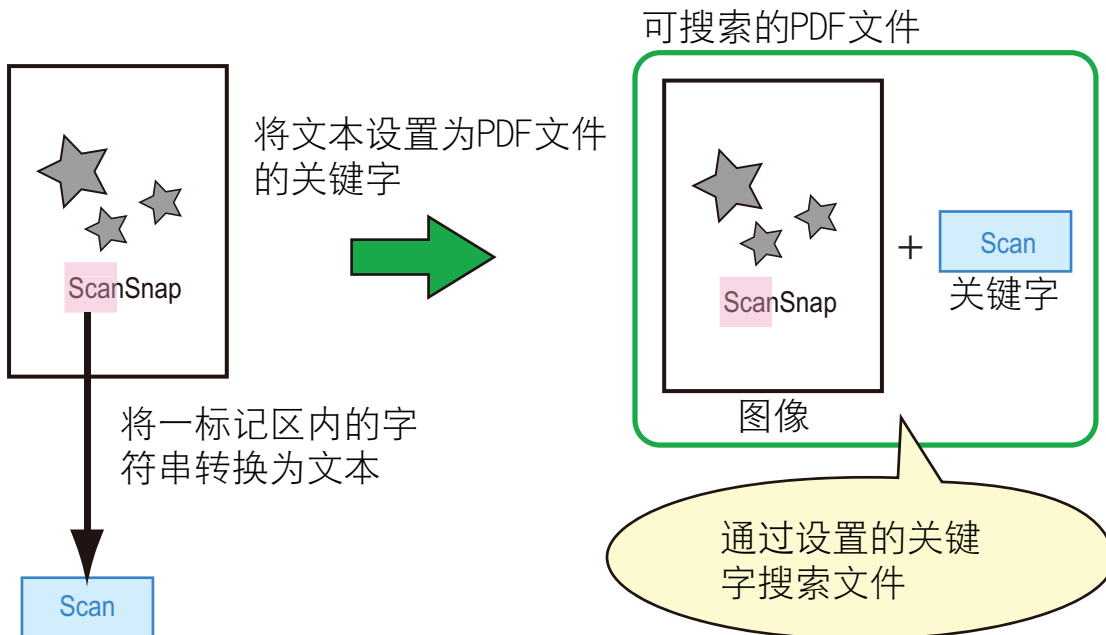 可搜索的PDF文件
将文本设置为PDF文件
的关键字
ScanSnap
将一标记区内的字
符串转换为文本
Scan
ScanSnap
图像
+
Scan
关键字
通过设置的关键
字搜索文件